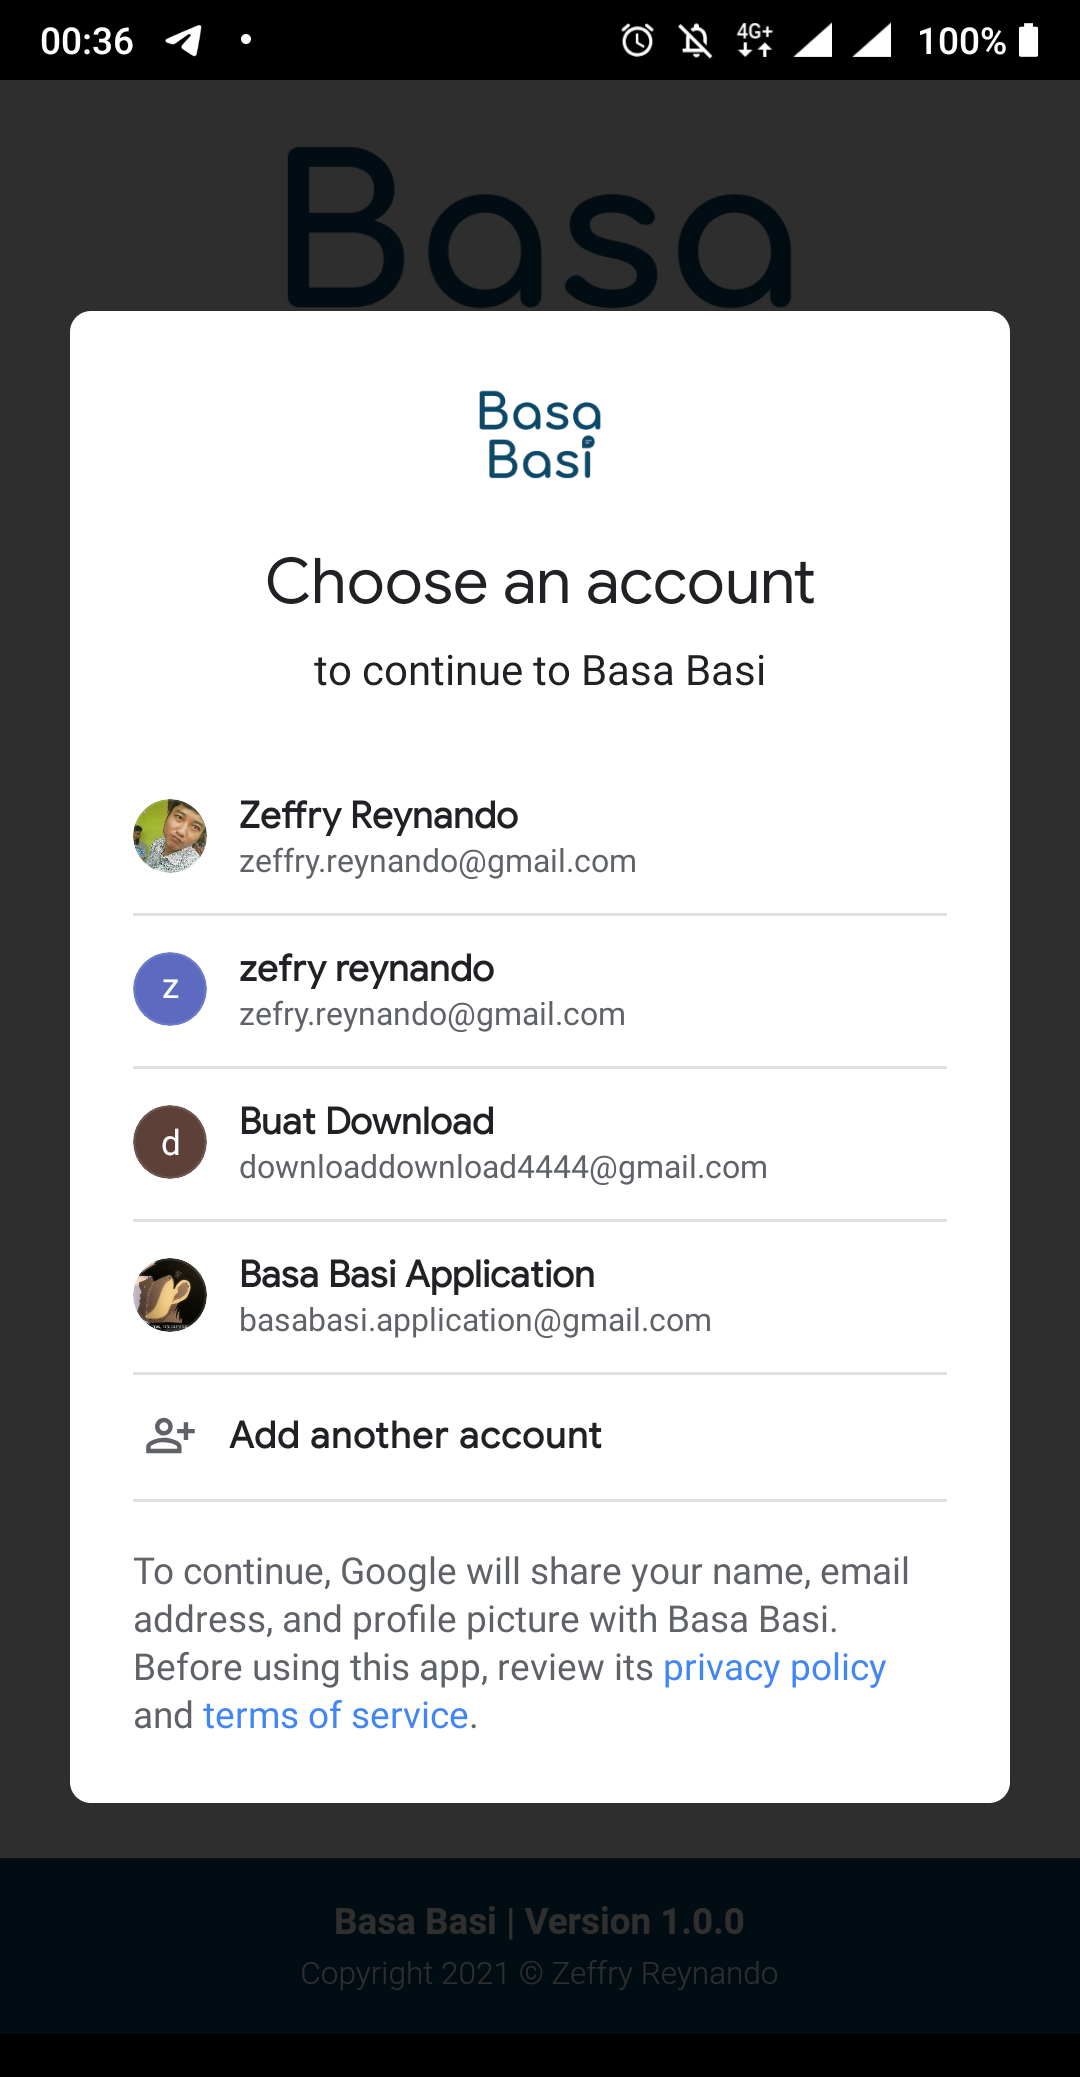 00:36
4G+
100%
Basa
Basa
Basi
Choose an account
to continue to Basa Basi
Zeffry Reynando
zeffry.reynando@gmail.com
z
zefry reynando
zefry.reynando@gmail.com
d
Buat Download
downloaddownload4444@gmail.com
Basa Basi Application
basabasi.application@gmail.com
Add another account
To continue, Google will share your name, email
address, and profile picture with Basa Basi.
Before using this app, review its privacy policy
and terms of service.
Basa Basi | Version 1.0.0
Copyright 2021 © Zeffry Reynando